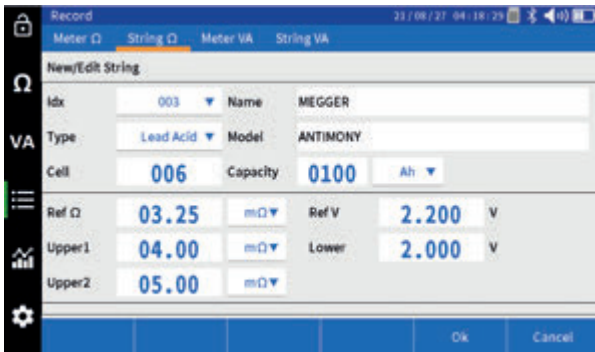 Record 21/08/27 04:18:29
Meter Ω String Ω Meter VA String VA
New/Edit String
Ω
Idx 003 Name MEGGER
VA
Type Lead Acid Model ANTIMONY
Cell 006 Capacity 0100 Ah
Ref Ω 03.25 mΩ Ref V 2.200 V
Upper1 04.00 mΩ Lower 2.000 V
Upper2 05.00 mΩ
Ok Cancel